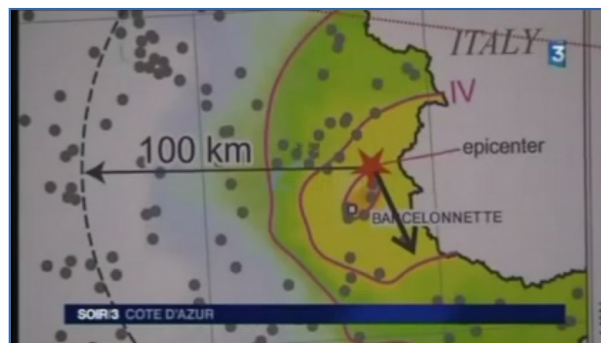 ITALY
3
IV
100 km
epicenter
BARCELONNETTE
SOIR/3 COTE D'AZUR